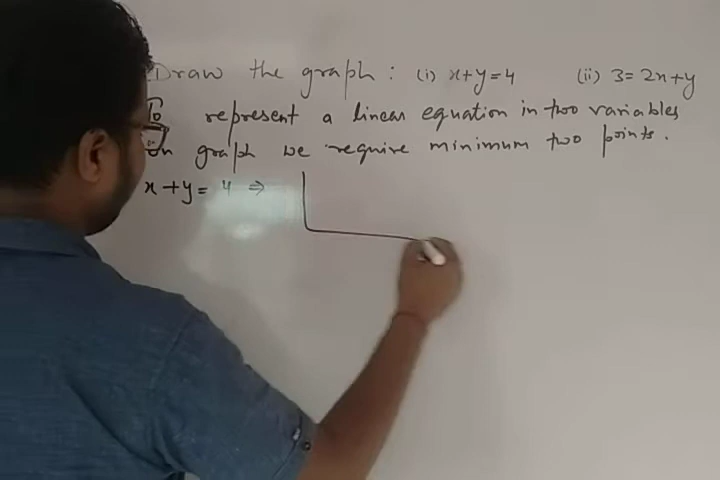 Draw the graph : (i) x+y=4 (ii) 3=2x+y
To represent a linear equation in two variables
on graph we require minimum two points.
x+y= 4 ⇒